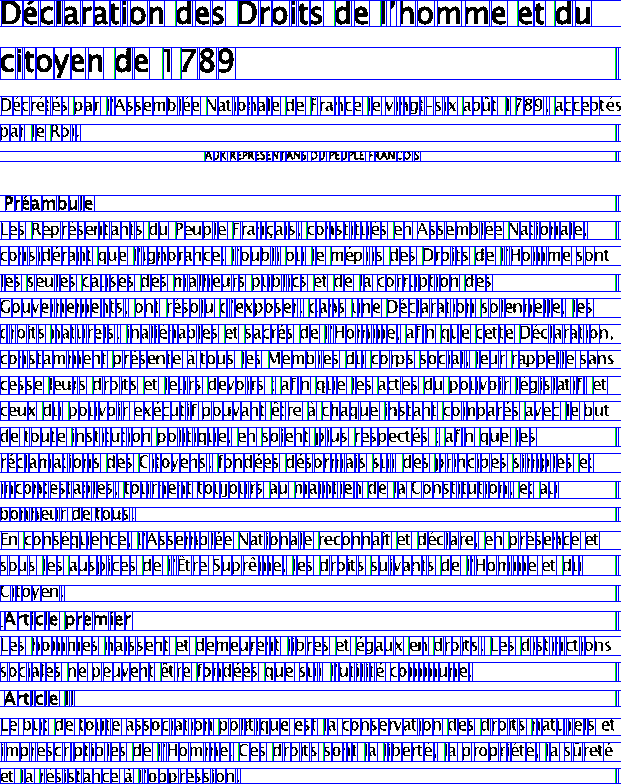 Déclaration des Droits de l'homme et du
citoyen de 1789
Décrétés par l'Assemblée Nationale de France le vingt-six août 1789, acceptés
par le Roi.
AUX REPRESENTANS DU PEUPLE FRANCOIS
Préambule
Les Représentants du Peuple Français, constitués en Assemblée Nationale,
considérant que l'ignorance, l'oubli ou le mépris des Droits de l'Homme sont
les seules causes des malheurs publics et de la corruption des
Gouvernements, ont résolu d'exposer, dans une Déclaration solennelle, les
droits naturels, inaliénables et sacrés de l'Homme, afin que cette Déclaration,
constamment présente à tous les Membres du corps social, leur rappelle sans
cesse leurs droits et leurs devoirs ; afin que les actes du pouvoir législatif, et
ceux du pouvoir exécutif pouvant être à chaque instant comparés avec le but
de toute institution politique, en soient plus respectés ; afin que les
réclamations des Citoyens, fondées désormais sur des principes simples et
incontestables, tournent toujours au maintien de la Constitution, et au
bonheur de tous.
En conséquence, l'Assemblée Nationale reconnaît et déclare, en présence et
sous les auspices de l'Être Suprême, les droits suivants de l'Homme et du
Citoyen.
Article premier
Les hommes naissent et demeurent libres et égaux en droits. Les distinctions
sociales ne peuvent être fondées que sur l'utilité commune.
Article II
Le but de toute association politique est la conservation des droits naturels et
imprescriptibles de l'Homme. Ces droits sont la liberté, la propriété, la sûreté
et la résistance à l'oppression.